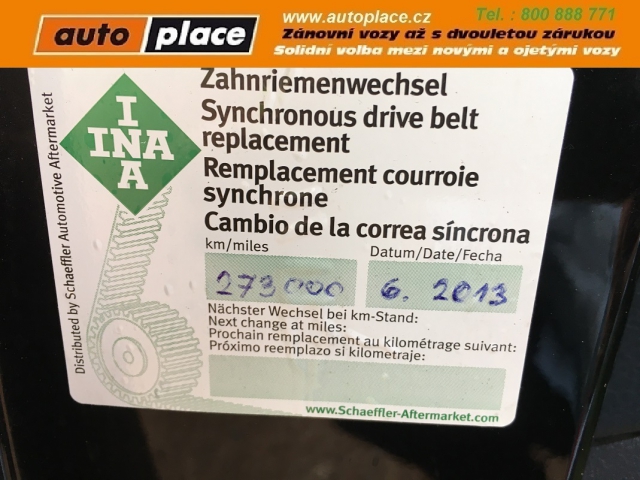 www.autoplace.cz
Tel. : 800 888 771
auto place
Zánovní vozy až s dvouletou zárukou
Solidní volba mezi novými a ojetými vozy
Distributed by Schaeffler Automotive Aftermarket
INA
INA
Zahnriemenwechsel
Synchronous drive belt
replacement
Remplacement courroie
synchrone
Cambio de la correa síncrona
km/miles
Datum/Date/Fecha
273000
6. 2013
Nächster Wechsel bei km-Stand:
Next change at miles:
Prochain remplacement au kilométrage suivant:
Próximo reemplazo si kilometraje:
www.Schaeffler-Aftermarket.com